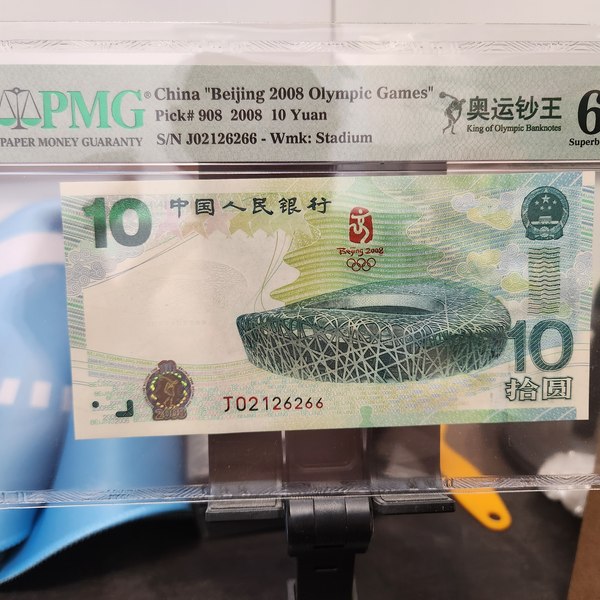 PMG
PAPER MONEY GUARANTY
China "Beijing 2008 Olympic Games"
Pick# 908 2008 10 Yuan
S/N J02126266 - Wmk: Stadium
奥运钞王
King of Olympic Banknotes
6
Superb
10
中国人民银行
Beijing 2008
10
拾圆
J02126266